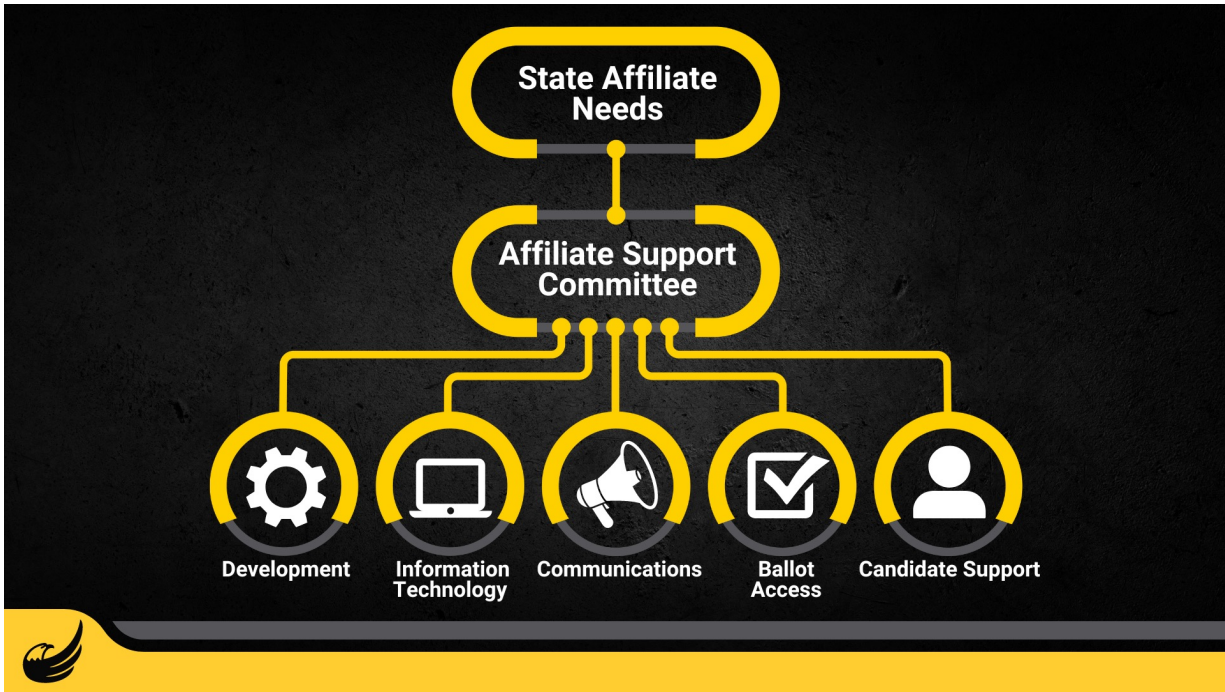 State Affiliate
Needs
Affiliate Support
Committee
Development
Information
Technology
Communications
Ballot
Access
Candidate Support